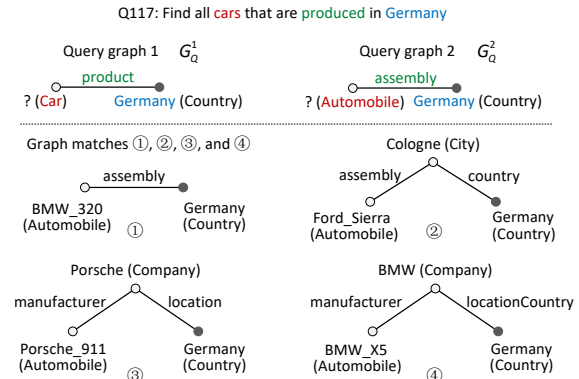 Q117: Find all cars that are produced in Germany
Query graph 1 G_Q^1
Query graph 2 G_Q^2
product
? (Car) Germany (Country)
assembly
? (Automobile) Germany (Country)
Graph matches ①, ②, ③, and ④
assembly
BMW_320
(Automobile)
Germany
(Country)
①
Cologne (City)
assembly country
Ford_Sierra
(Automobile)
Germany
(Country)
②
Porsche (Company)
manufacturer location
Porsche_911
(Automobile)
Germany
(Country)
③
BMW (Company)
manufacturer locationCountry
BMW_X5
(Automobile)
Germany
(Country)
④